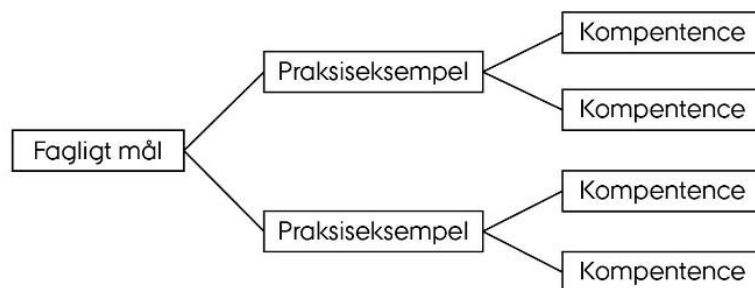 Kompentence
Praksiseksempel
Kompentence
Fagligt mål
Kompentence
Praksiseksempel
Kompentence